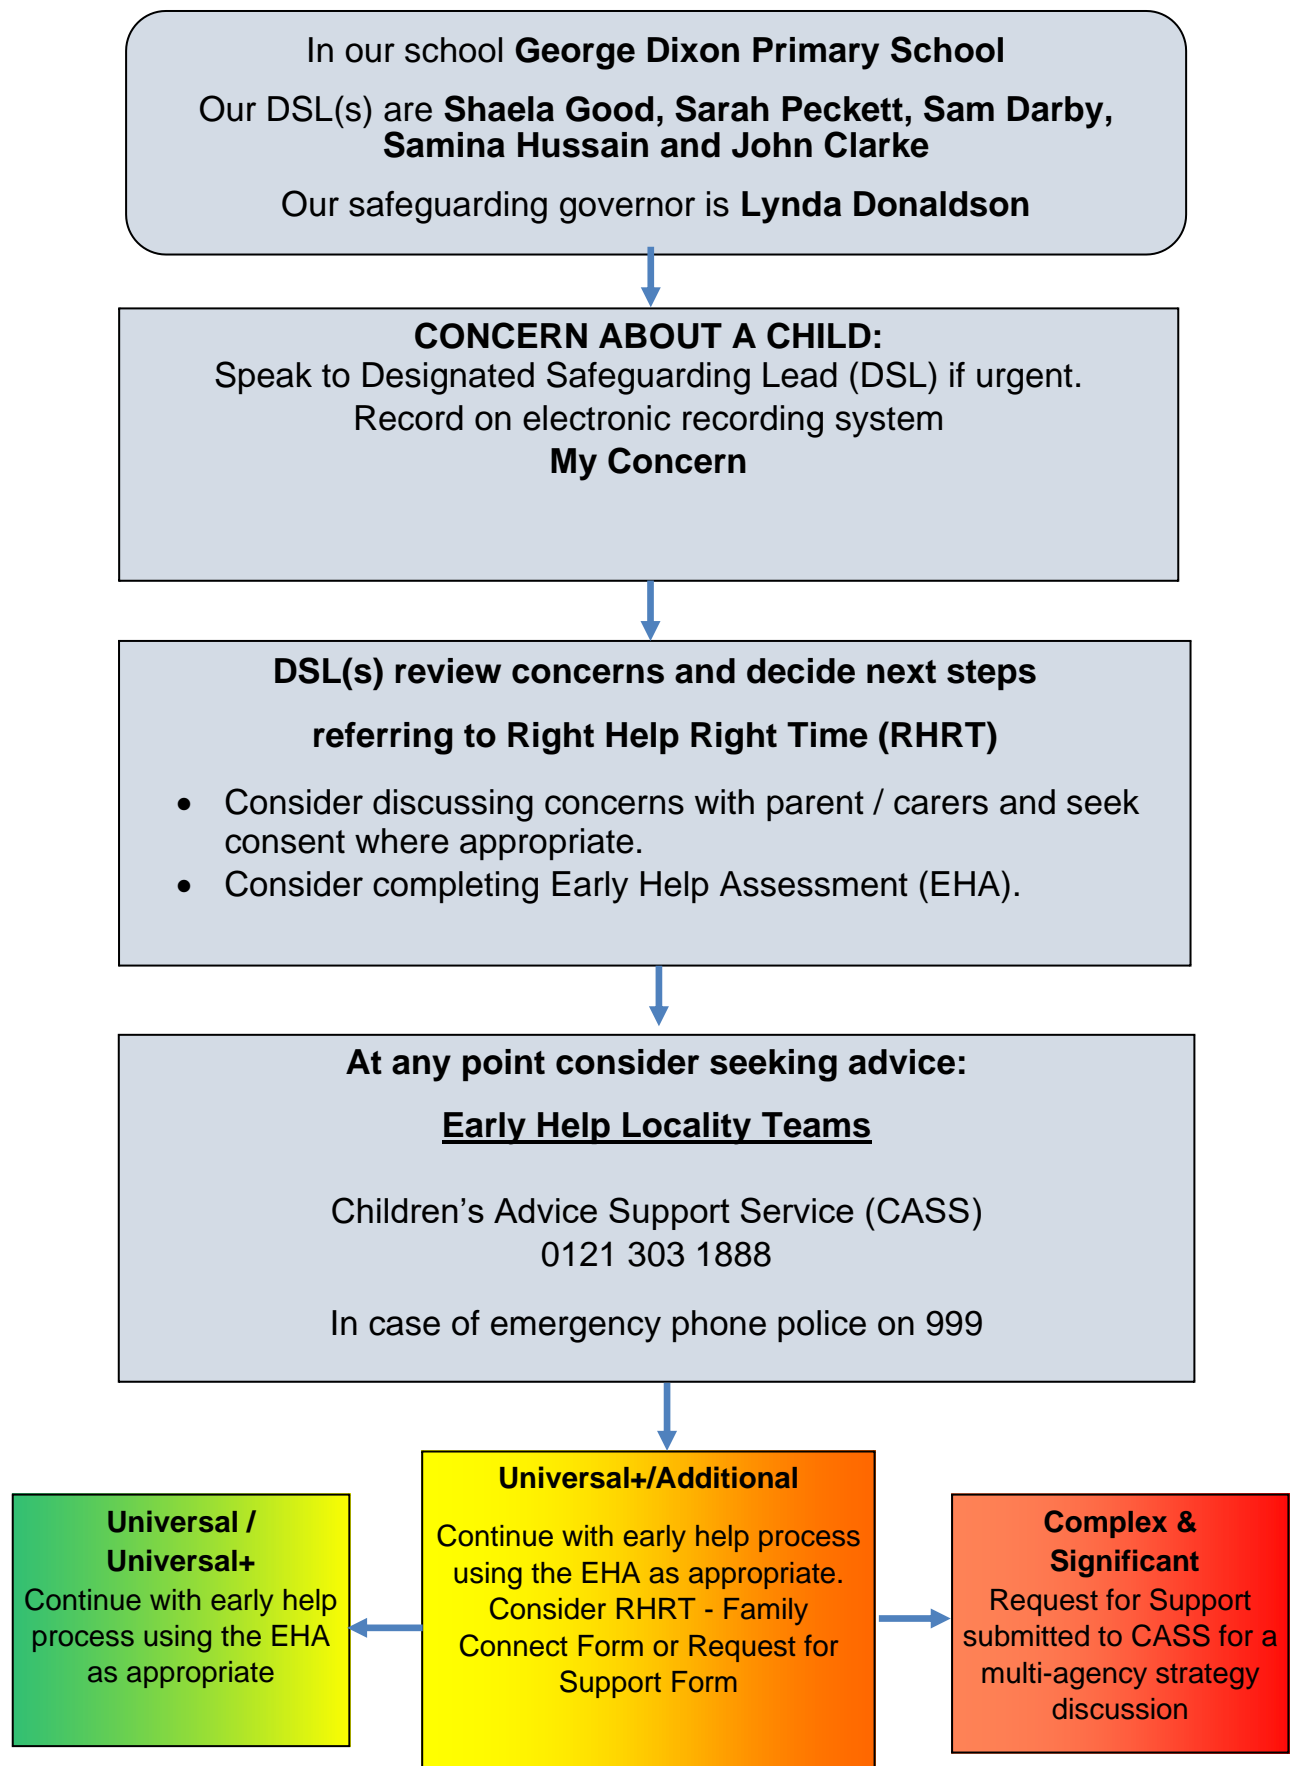 In our school George Dixon Primary School
Our DSL(s) are Shaela Good, Sarah Peckett, Sam Darby,
Samina Hussain and John Clarke
Our safeguarding governor is Lynda Donaldson
CONCERN ABOUT A CHILD:
Speak to Designated Safeguarding Lead (DSL) if urgent.
Record on electronic recording system
My Concern
DSL(s) review concerns and decide next steps
referring to Right Help Right Time (RHRT)
• Consider discussing concerns with parent / carers and seek
consent where appropriate.
• Consider completing Early Help Assessment (EHA).
At any point consider seeking advice:
Early Help Locality Teams
Children’s Advice Support Service (CASS)
0121 303 1888
In case of emergency phone police on 999
Universal /
Universal+
Continue with early help
process using the EHA
as appropriate
Universal+/Additional
Continue with early help process
using the EHA as appropriate.
Consider RHRT - Family
Connect Form or Request for
Support Form
Complex &
Significant
Request for Support
submitted to CASS for a
multi-agency strategy
discussion